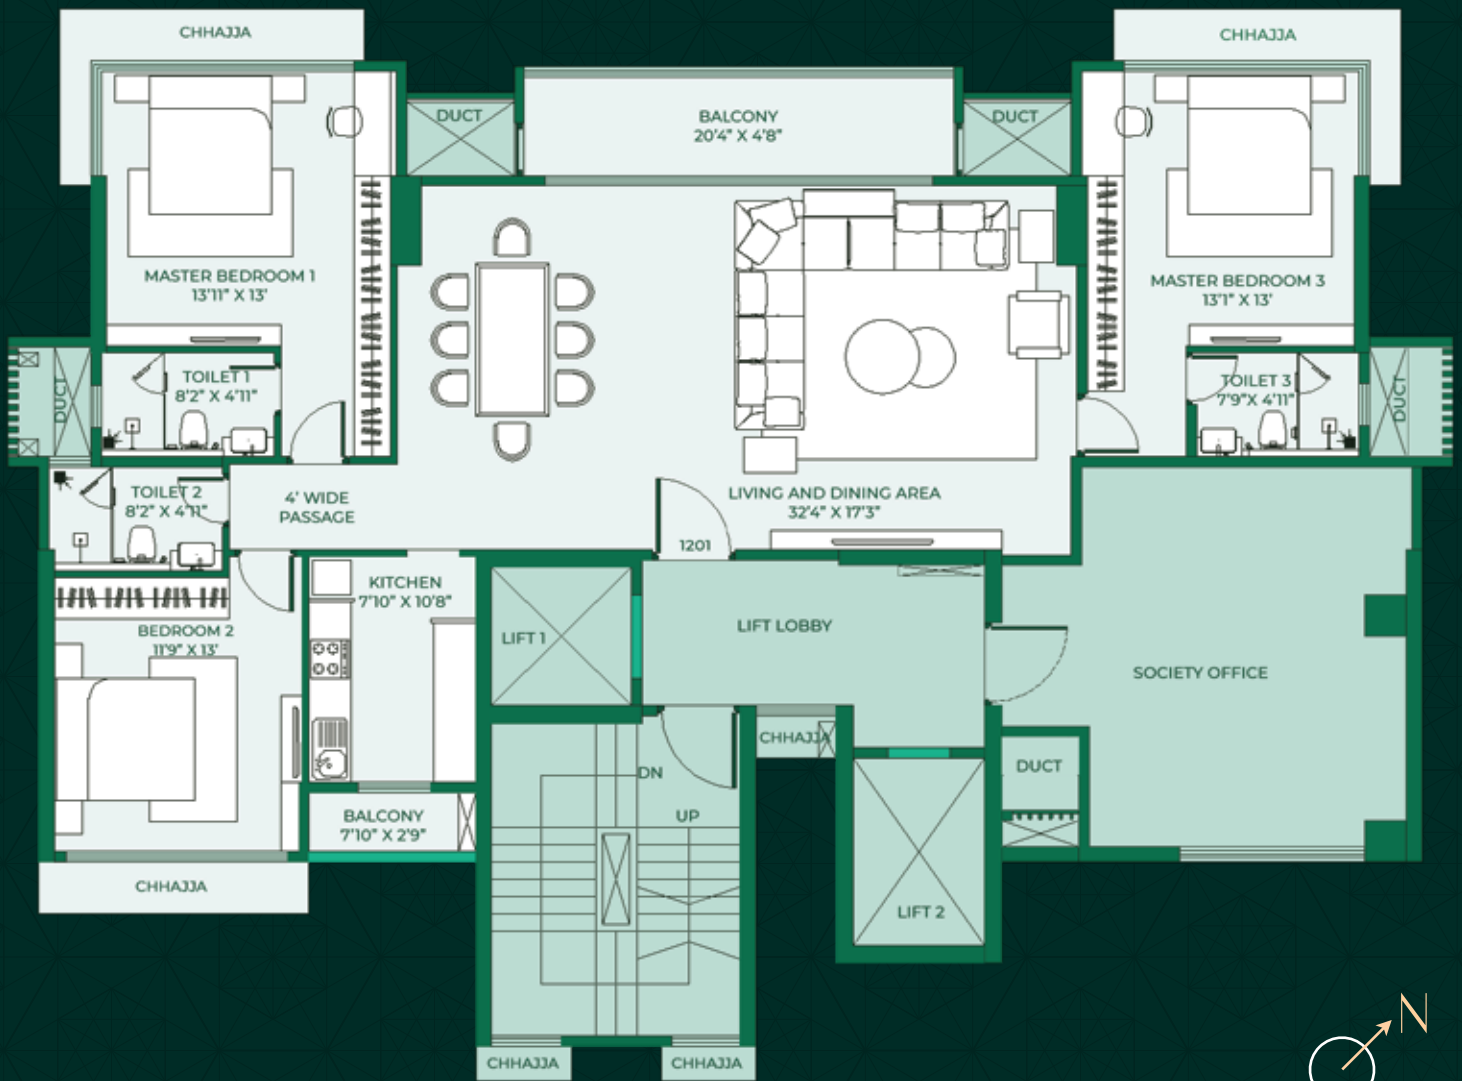 CHHAJJA
CHHAJJA
DUCT
BALCONY
20'4" X 4'8"
DUCT
MASTER BEDROOM 1
13'11" X 13'
MASTER BEDROOM 3
13'1" X 13'
DUCT
TOILET 1
8'2" X 4'11"
TOILET 3
7'9"X 4'11"
DUCT
TOILET 2
8'2" X 4'11"
4' WIDE
PASSAGE
LIVING AND DINING AREA
32'4" X 17'3"
1201
KITCHEN
7'10" X 10'8"
LIFT 1
LIFT LOBBY
BEDROOM 2
11'9" X 13'
SOCIETY OFFICE
CHHAJJA
DN
DUCT
UP
BALCONY
7'10" X 2'9"
CHHAJJA
LIFT 2
CHHAJJA
CHHAJJA
N